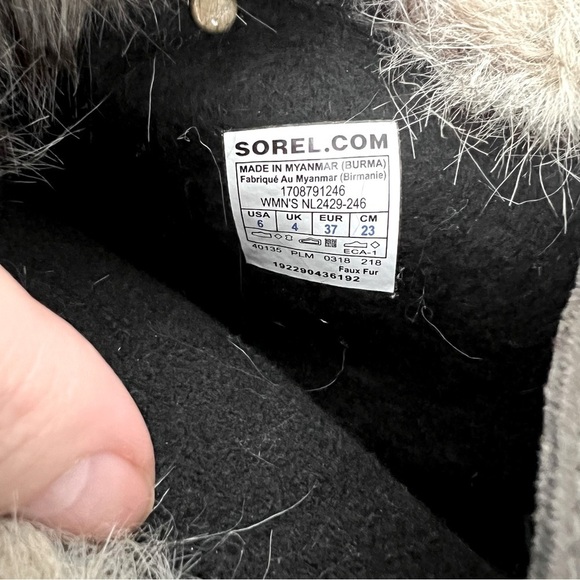 SOREL.COM
MADE IN MYANMAR (BURMA)
Fabriqué Au Myanmar (Birmanie)
1708791246
WMN'S NL2429-246
USA UK EUR CM
6 4 37 23
ECA-1
40135 PLM 0318 218
Faux Fur
192290436192